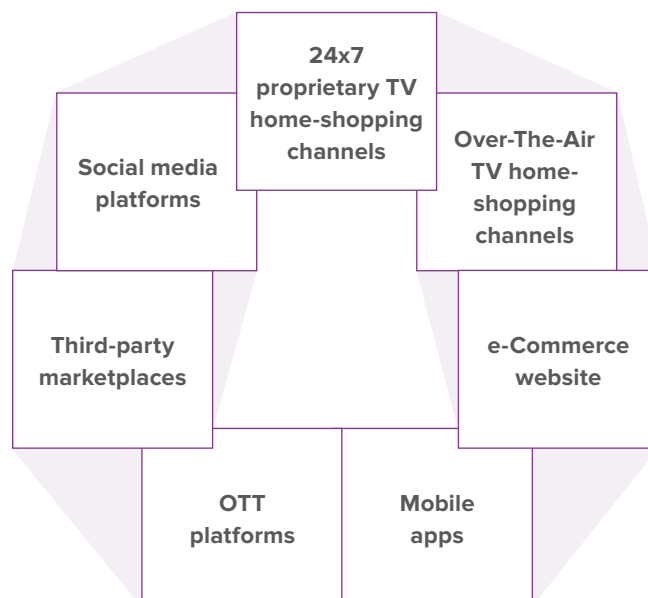 24x7
proprietary TV
home-shopping
channels
Over-The-Air
TV home-
shopping
channels
e-Commerce
website
Mobile
apps
OTT
platforms
Third-party
marketplaces
Social media
platforms